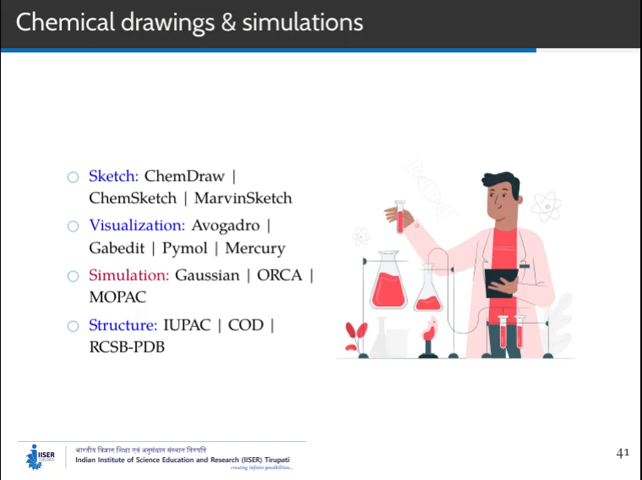 Chemical drawings & simulations
Sketch: ChemDraw |
ChemSketch | MarvinSketch
Visualization: Avogadro |
Gabedit | Pymol | Mercury
Simulation: Gaussian | ORCA |
MOPAC
Structure: IUPAC | COD |
RCSB-PDB
IISER
भारतीय विज्ञान शिक्षा एवं अनुसंधान संस्थान तिरुपति
Indian Institute of Science Education and Research (IISER) Tirupati
creating infinite possibilities...
41